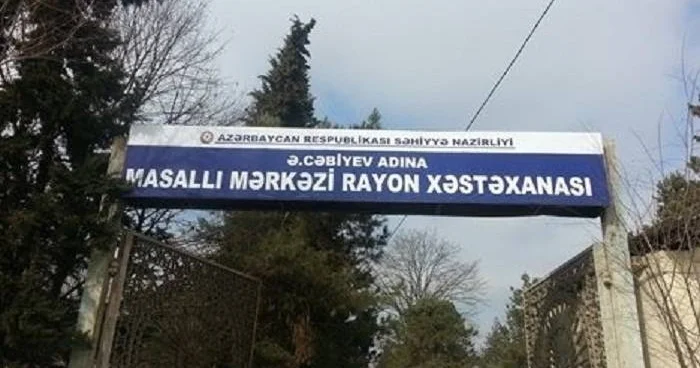 AZƏRBAYCAN RESPUBLİKASI SƏHİYYƏ NAZİRLİYİ
Ə.CƏBİYEV ADINA
MASALLI MƏRKƏZİ RAYON XƏSTƏXANASI